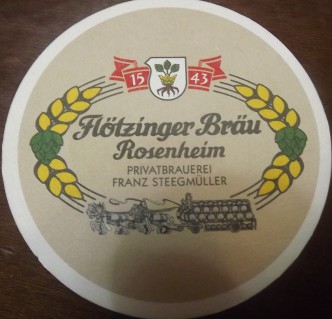 15 43
Flötzinger Bräu
Rosenheim
PRIVATBRAUEREI
FRANZ STEEGMÜLLER